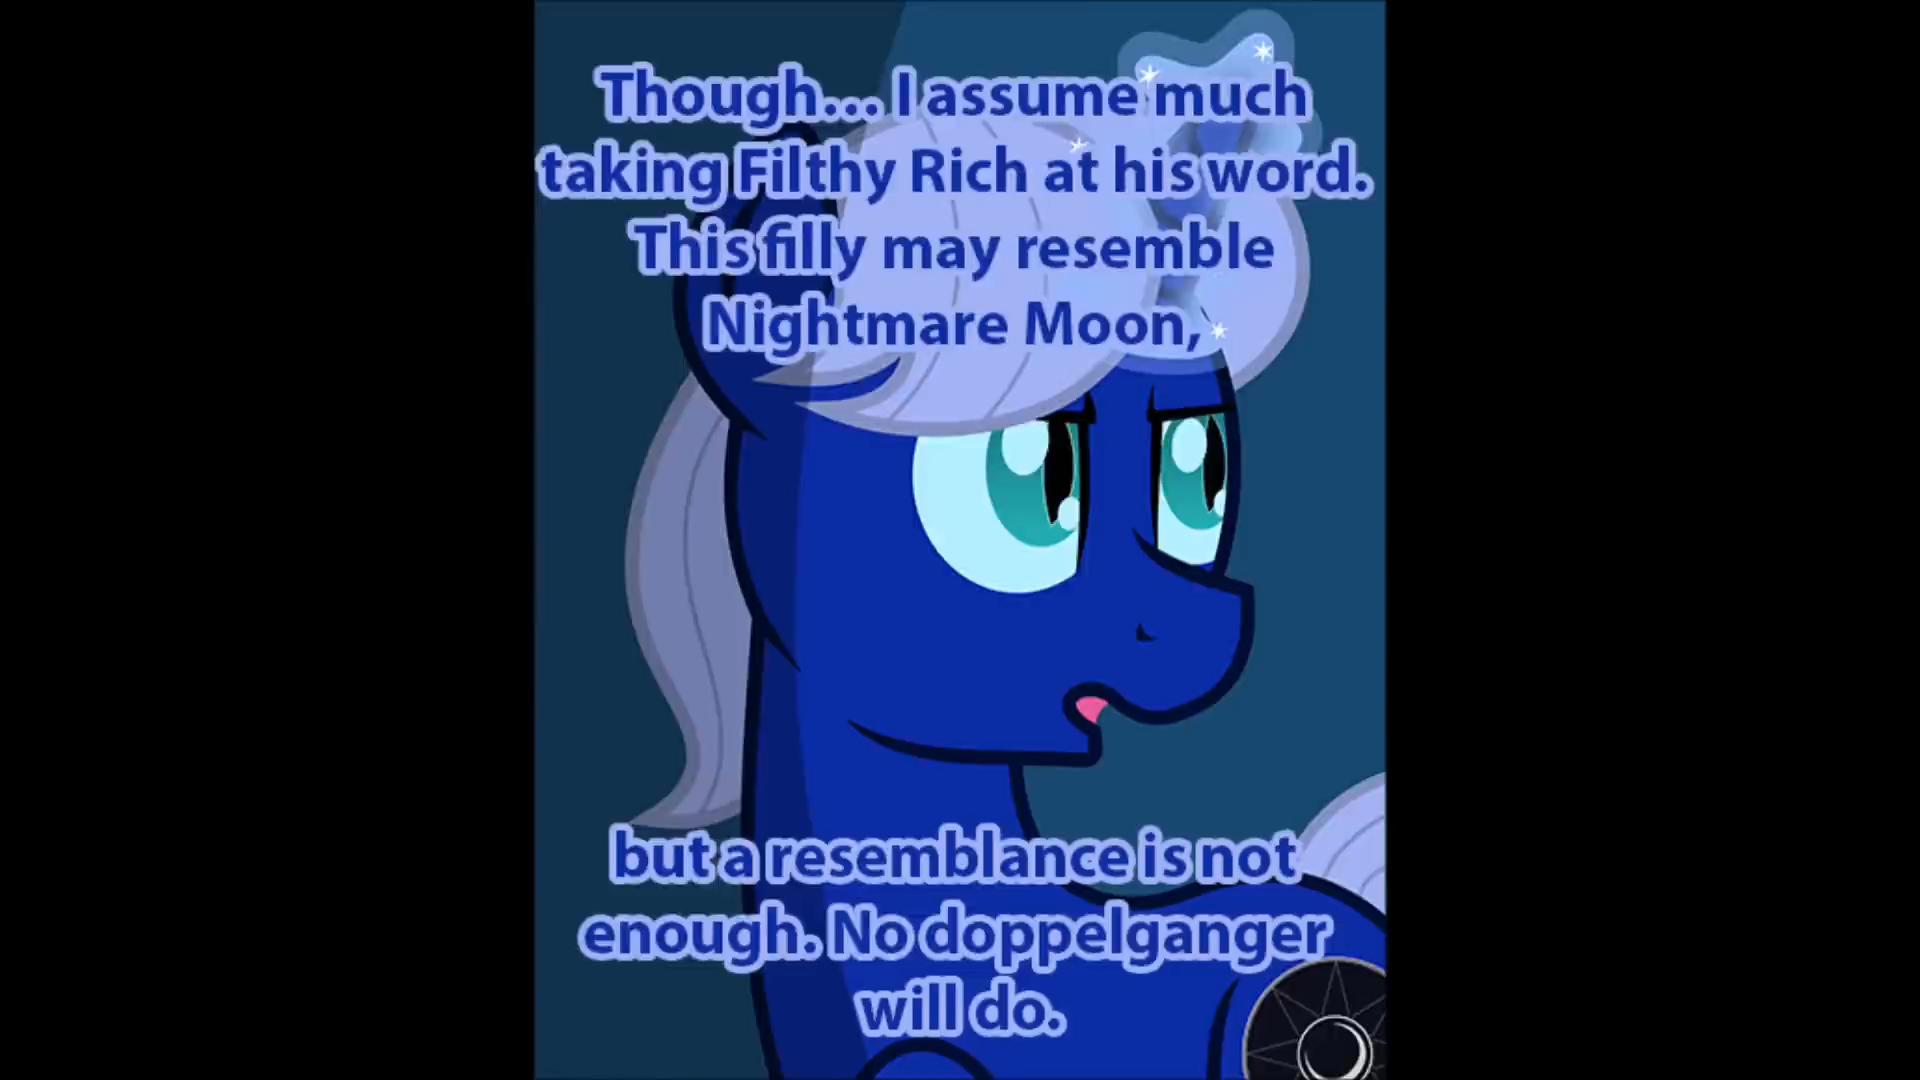 Though... I assume much
taking Filthy Rich at his word.
This filly may resemble
Nightmare Moon,
but a resemblance is not
enough. No doppelganger
will do.